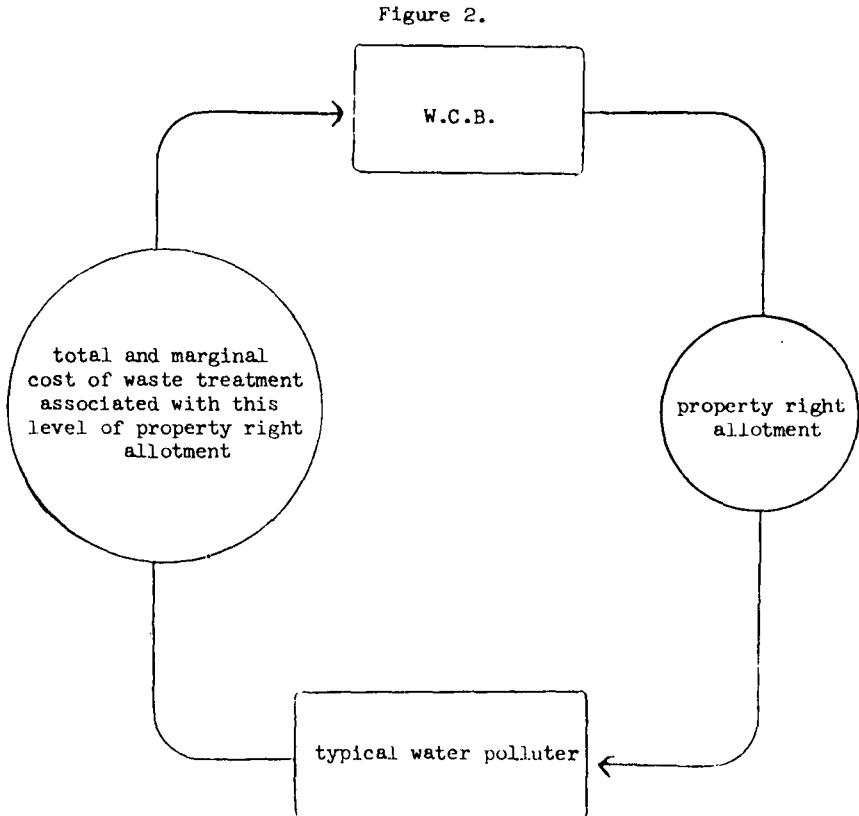 Figure 2.
W.C.B.
total and marginal
cost of waste treatment
associated with this
level of property right
allotment
property right
allotment
typical water polluter